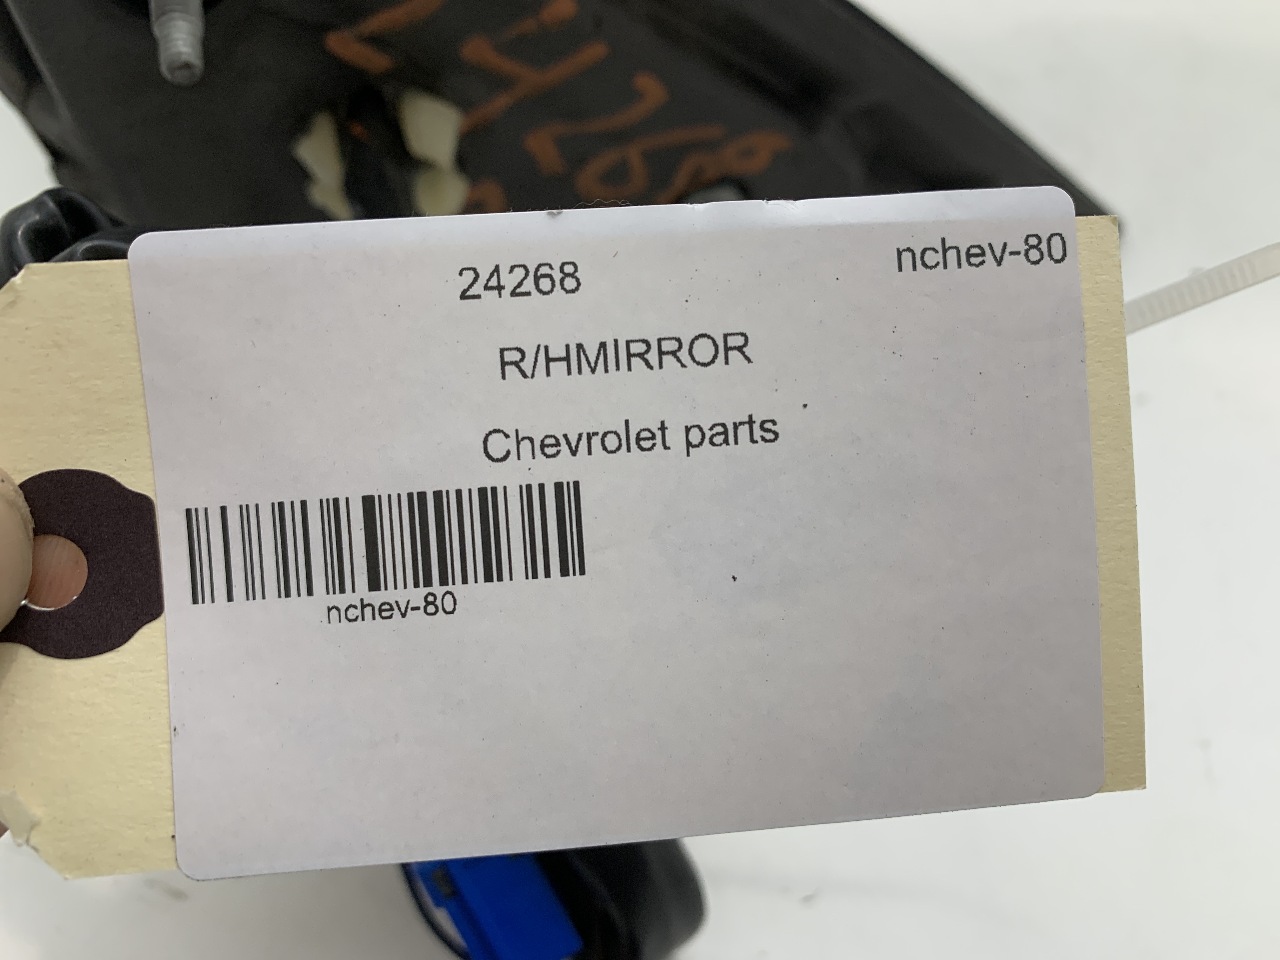 24268
nchev-80
R/HMIRROR
Chevrolet parts
nchev-80